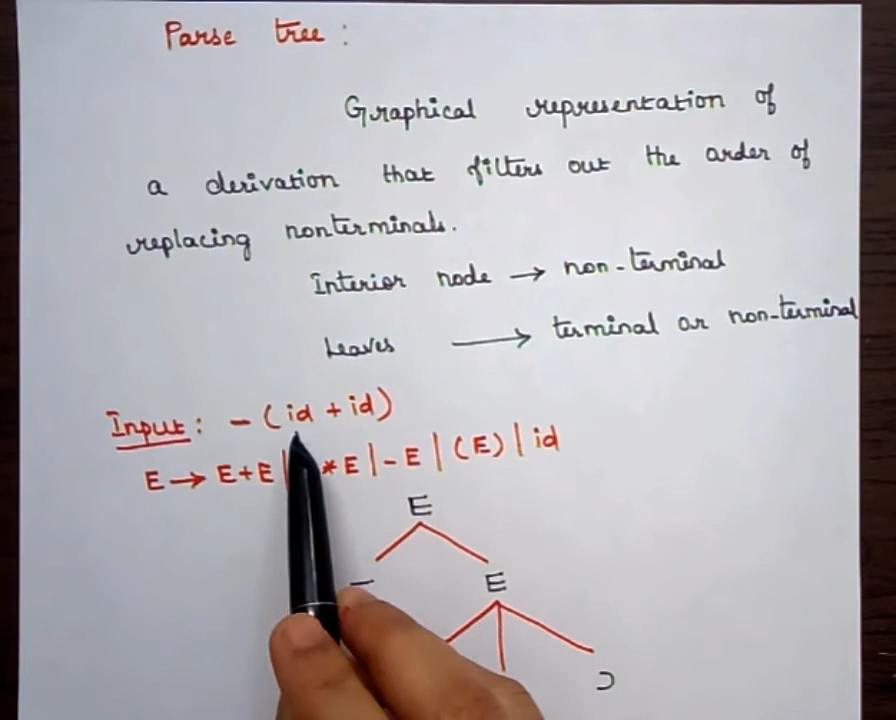 Parse tree :
Graphical representation of
a derivation that filters out the order of
replacing nonterminals.
Interior node → non-terminal
Leaves → terminal or non-terminal
Input : - (id + id)
E → E+E | * E | - E | (E) | id
E
- E
)